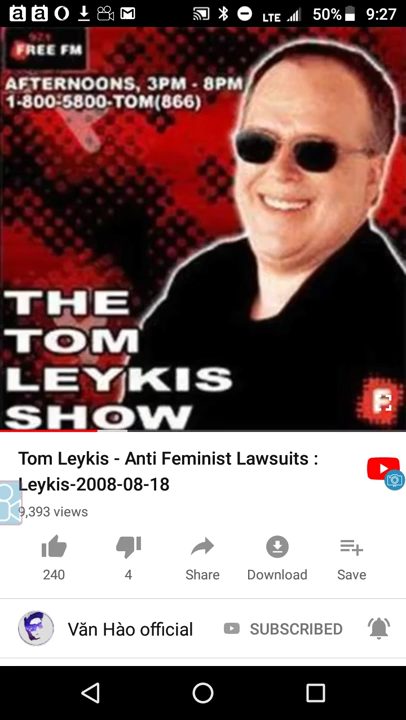 LTE 50% 9:27
97.1
FREE FM
AFTERNOONS, 3PM - 8PM
1-800-5800-TOM(866)
THE
TOM
LEYKIS
SHOW
F
Tom Leykis - Anti Feminist Lawsuits :
Leykis-2008-08-18
9,393 views
240 4 Share Download Save
Văn Hào official SUBSCRIBED